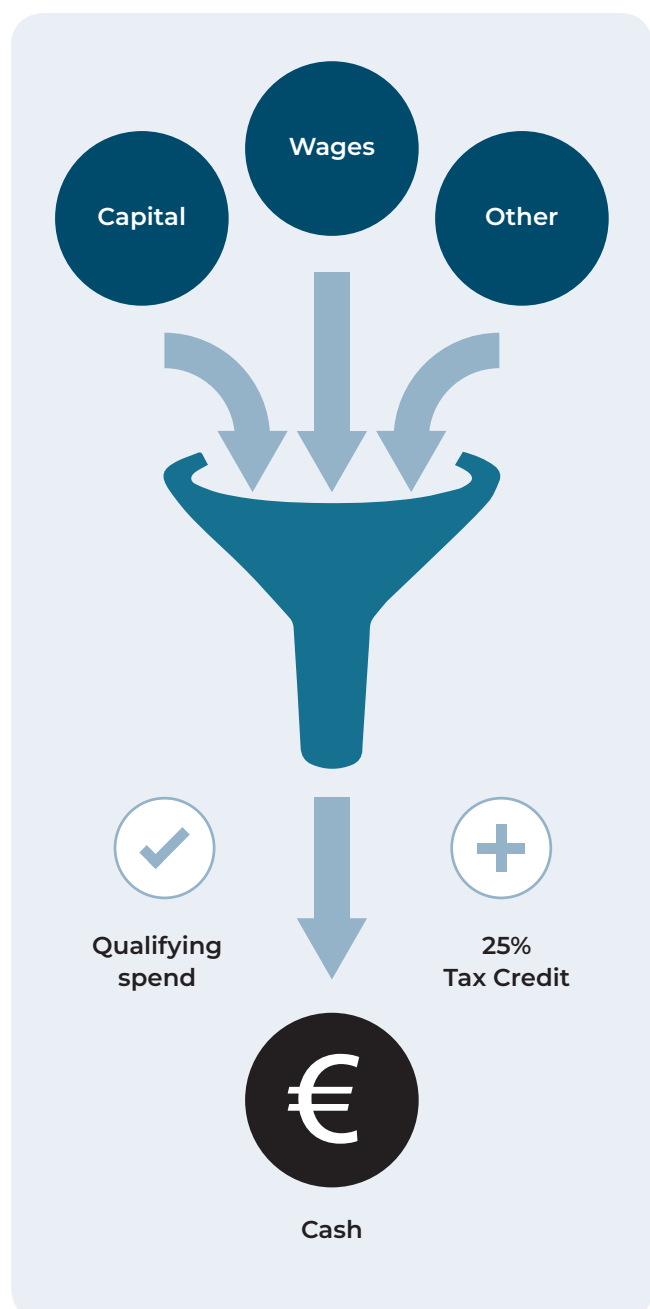 Wages
Capital
Other
Qualifying
spend
25%
Tax Credit
€
Cash